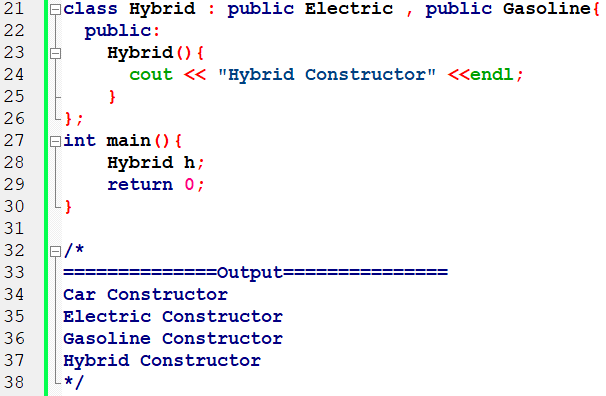 21 class Hybrid : public Electric , public Gasoline{
22 public:
23 Hybrid(){
24 cout << "Hybrid Constructor" <<endl;
25 }
26 };
27 int main(){
28 Hybrid h;
29 return 0;
30 }
31
32 /*
33 ==============Output===============
34 Car Constructor
35 Electric Constructor
36 Gasoline Constructor
37 Hybrid Constructor
38 */